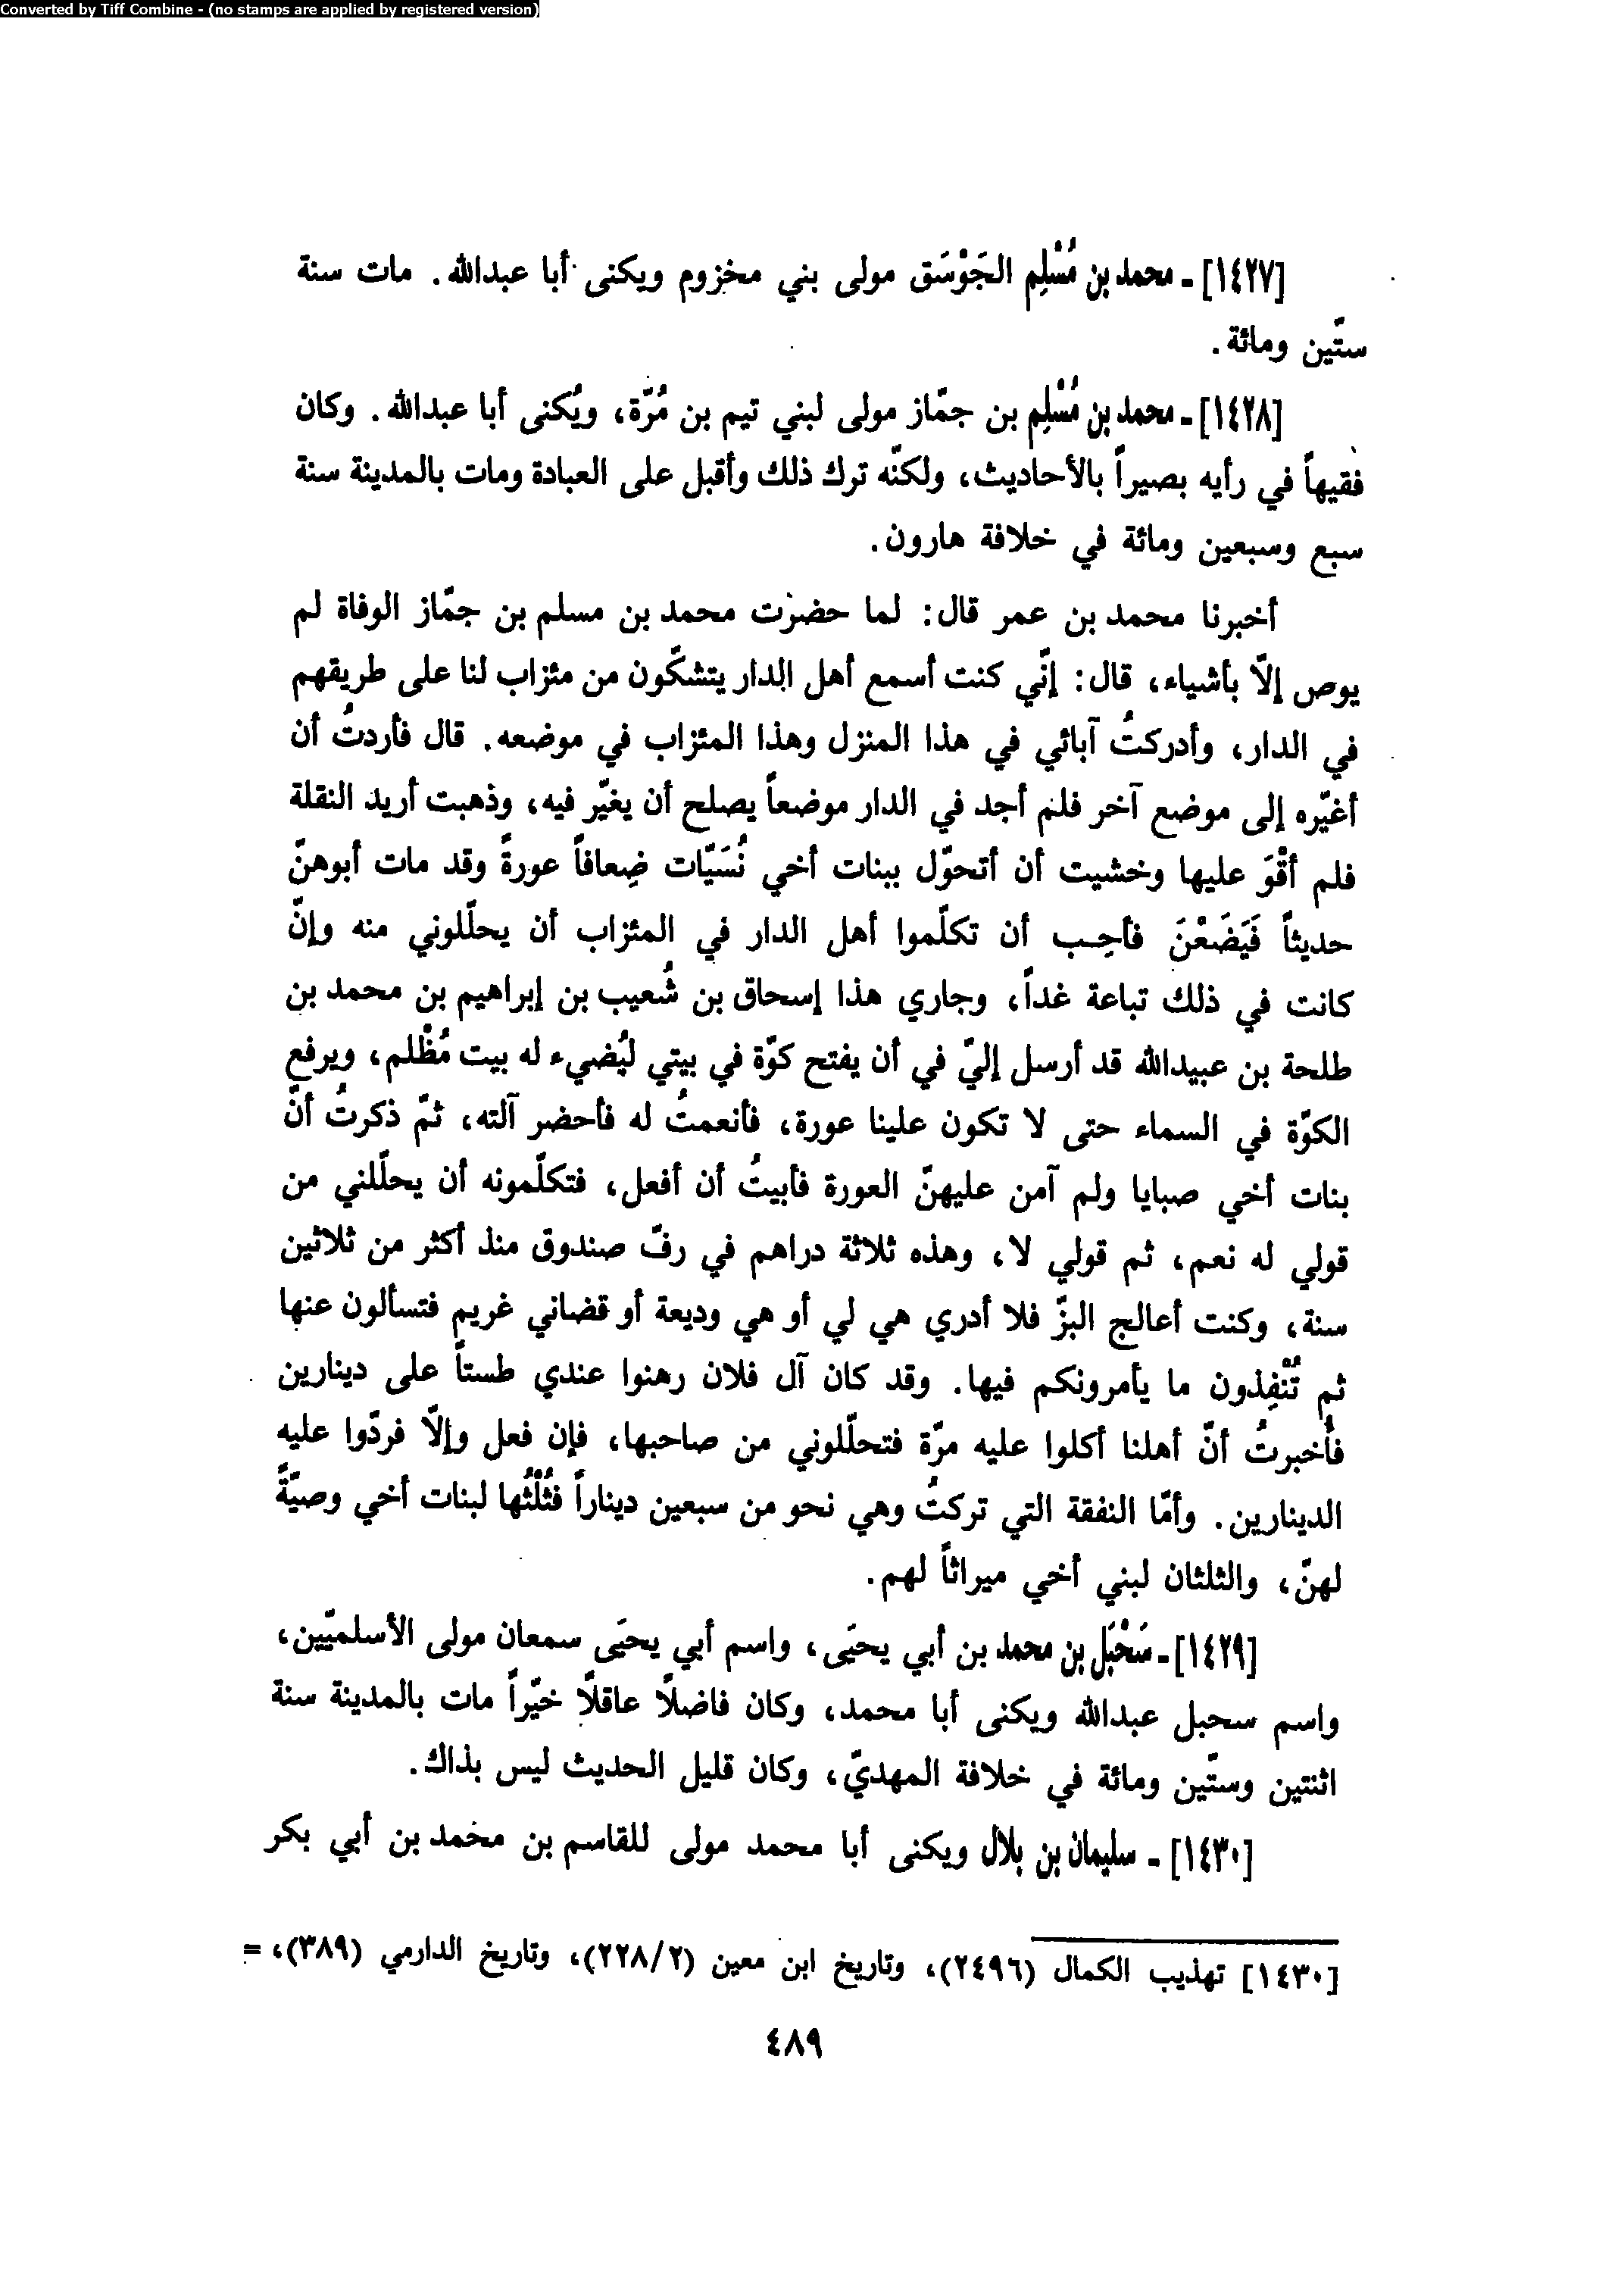 Converted by Tiff Combine - (no stamps are applied by registered version)
[١٤٢٧] - محمد بن مُسْلِم الجَوْسَق مولى بني مخزوم ويكنى أبا عبدالله. مات سنة
ستّين ومائة.
[١٤٢٨] - محمد بن مُسْلِم بن جمّاز مولى لبني تيم بن مُرّة، ويُكنى أبا عبدالله. وكان
فقيهاً في رأيه بصيراً بالأحاديث، ولكنّه ترك ذلك وأقبل على العبادة ومات بالمدينة سنة
سبع وسبعين ومائة في خلافة هارون.
أخبرنا محمد بن عمر قال: لما حضرت محمد بن مسلم بن جمّاز الوفاة لم
يوص إلاّ بأشياء، قال: إنّي كنت أسمع أهل الدار يتشكّون من مئزاب لنا على طريقهم
في الدار، وأدركتُ آبائي في هذا المنزل وهذا المئزاب في موضعه. قال فأردتُ أن
أغيّره إلى موضع آخر فلم أجد في الدار موضعاً يصلح أن يغيّر فيه، وذهبت أريد النقلة
فلم أقْوَ عليها وخشيت أن أتحوّل ببنات أخي نُسَيّات ضِعافاً عورةً وقد مات أبوهنّ
حديثاً فَيَضَعْنَ فأحِب أن تكلّموا أهل الدار في المئزاب أن يحلّلوني منه وإنّ
كانت في ذلك تباعة غداً، وجاري هذا إسحاق بن شُعيب بن إبراهيم بن محمد بن
طلحة بن عبيدالله قد أرسل إليّ في أن يفتح كوّة في بيتي ليُضيء له بيت مُظْلم، ويرفع
الكوّة في السماء حتى لا تكون علينا عورة، فأنعمتُ له فأحضر آلته، ثمّ ذكرتُ أنّ
بنات أخي صبايا ولم آمن عليهنّ العورة فأبيتُ أن أفعل، فتكلّمونه أن يحلّلني من
قولي له نعم، ثم قولي لا، وهذه ثلاثة دراهم في رفّ صندوق منذ أكثر من ثلاثين
سنة، وكنت أعالج البزّ فلا أدري هي لي أو هي وديعة أو قضاني غريم فتسألون عنها
ثم تُنْفِذون ما يأمرونكم فيها. وقد كان آل فلان رهنوا عندي طستاً على دينارين
فأُخبرتُ أنّ أهلنا أكلوا عليه مرّة فتحلّلوني من صاحبها، فإن فعل وإلاّ فردّوا عليه
الدينارين. وأمّا النفقة التي تركتُ وهي نحو من سبعين ديناراً فثُلْثُها لبنات أخي وصيّةً
لهنّ، والثلثان لبني أخي ميراثاً لهم.
[١٤٢٩] - سَحْبَل بن محمد بن أبي يحيَى، واسم أبي يحيَى سمعان مولى الأسلميّين،
واسم سحبل عبدالله ويكنى أبا محمد، وكان فاضلاً عاقلاً خيّراً مات بالمدينة سنة
اثنتين وستّين ومائة في خلافة المهديّ، وكان قليل الحديث ليس بذاك.
[١٤٣٠] - سليمان بن بلال ويكنى أبا محمد مولى للقاسم بن محمد بن أبي بكر
[١٤٣٠] تهذيب الكمال (٢٤٩٦)، وتاريخ ابن معين (٢/٢٢٨)، وتاريخ الدارمي (٣٨٩)، =
٤٨٩